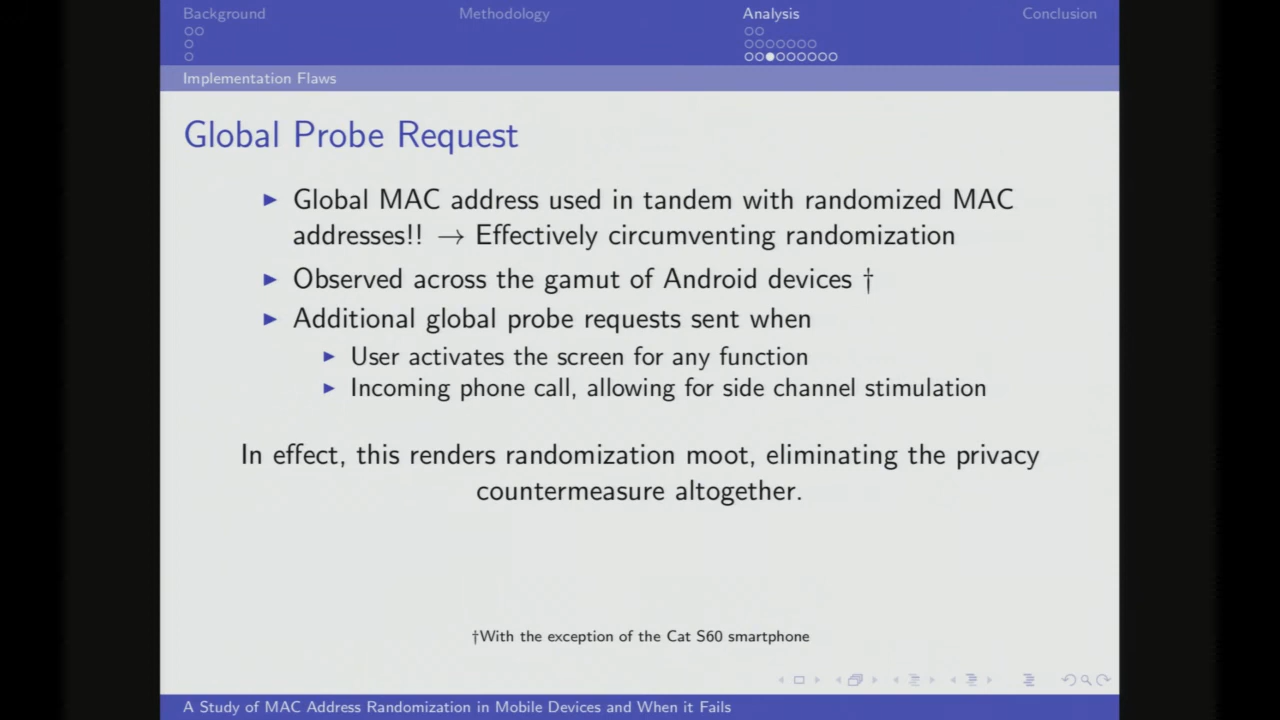 Background Methodology Analysis Conclusion
Implementation Flaws
Global Probe Request
Global MAC address used in tandem with randomized MAC
addresses!! → Effectively circumventing randomization
Observed across the gamut of Android devices †
Additional global probe requests sent when
User activates the screen for any function
Incoming phone call, allowing for side channel stimulation
In effect, this renders randomization moot, eliminating the privacy
countermeasure altogether.
†With the exception of the Cat S60 smartphone
A Study of MAC Address Randomization in Mobile Devices and When it Fails